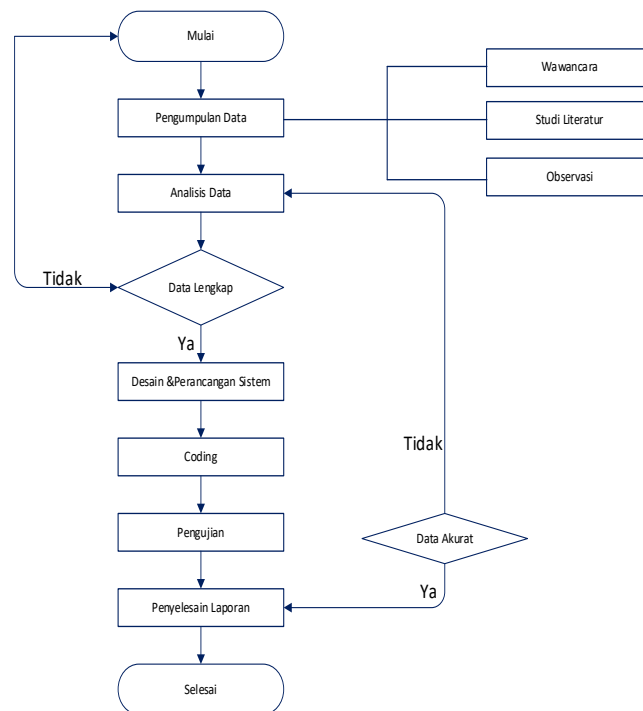 Mulai
Wawancara
Pengumpulan Data
Studi Literatur
Observasi
Analisis Data
Tidak
Data Lengkap
Ya
Desain &Perancangan Sistem
Tidak
Coding
Pengujian
Data Akurat
Ya
Penyelesain Laporan
Selesai